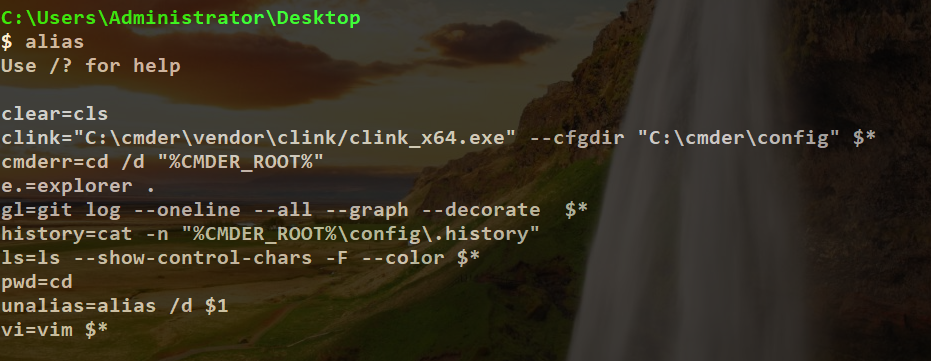 C:\Users\Administrator\Desktop
$ alias
Use /? for help
clear=cls
clink="C:\cmder\vendor\clink/clink_x64.exe" --cfgdir "C:\cmder\config" $*
cmderr=cd /d "%CMDER_ROOT%"
e.=explorer .
gl=git log --oneline --all --graph --decorate  $*
history=cat -n "%CMDER_ROOT%\config\.history"
ls=ls --show-control-chars -F --color $*
pwd=cd
unalias=alias /d $1
vi=vim $*